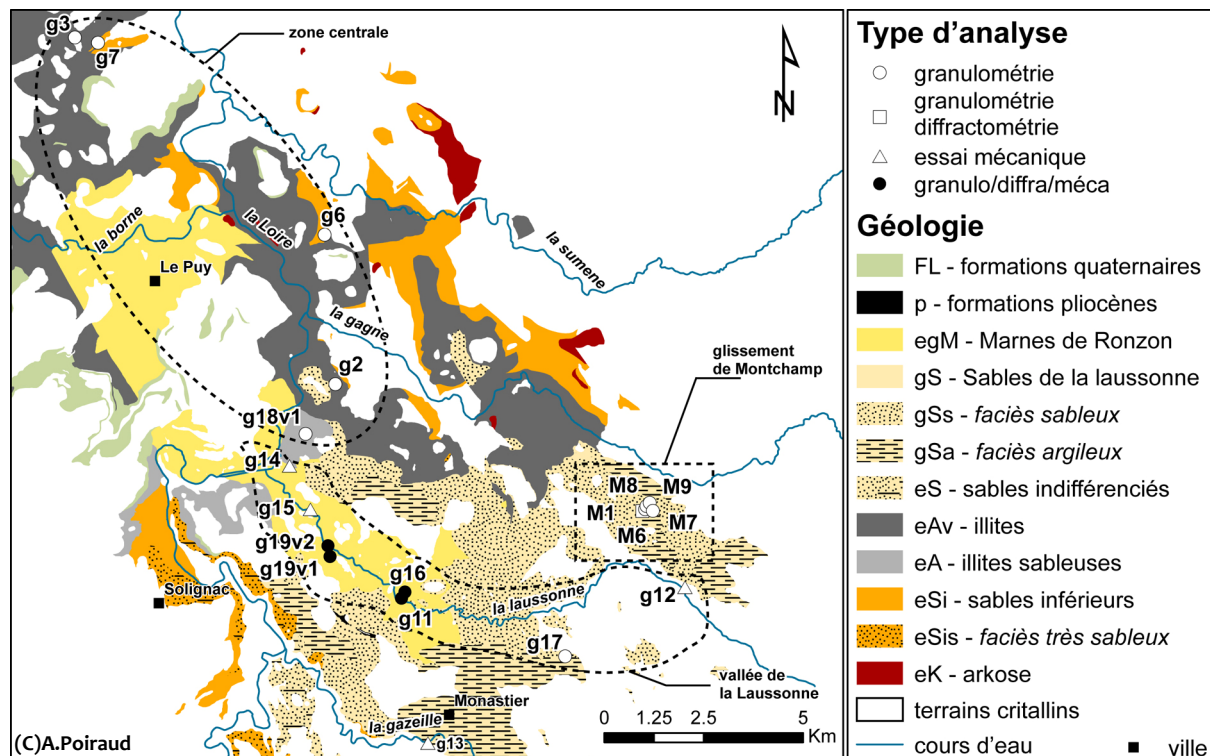 g3
g7
zone centrale
N
la borne
la Loire
g6
la sumene
Le Puy
la gagne
g2
glissement
de Montchamp
g18v1
g14
M8
M9
g15
M1
M7
M6
g19v2
g19v1
g16
Solignac
g11
la laussonne
g12
g17
vallée de
la Laussonne
Monastier
la gazeille
g13
0 1.25 2.5 5
Km
(C)A.Poiraud
Type d'analyse
granulométrie
granulométrie
diffractométrie
essai mécanique
granulo/diffra/méca
Géologie
FL - formations quaternaires
p - formations pliocènes
egM - Marnes de Ronzon
gS - Sables de la laussonne
gSs - faciès sableux
gSa - faciès argileux
eS - sables indifférenciés
eAv - illites
eA - illites sableuses
eSi - sables inférieurs
eSis - faciès très sableux
eK - arkose
terrains critallins
cours d'eau
ville